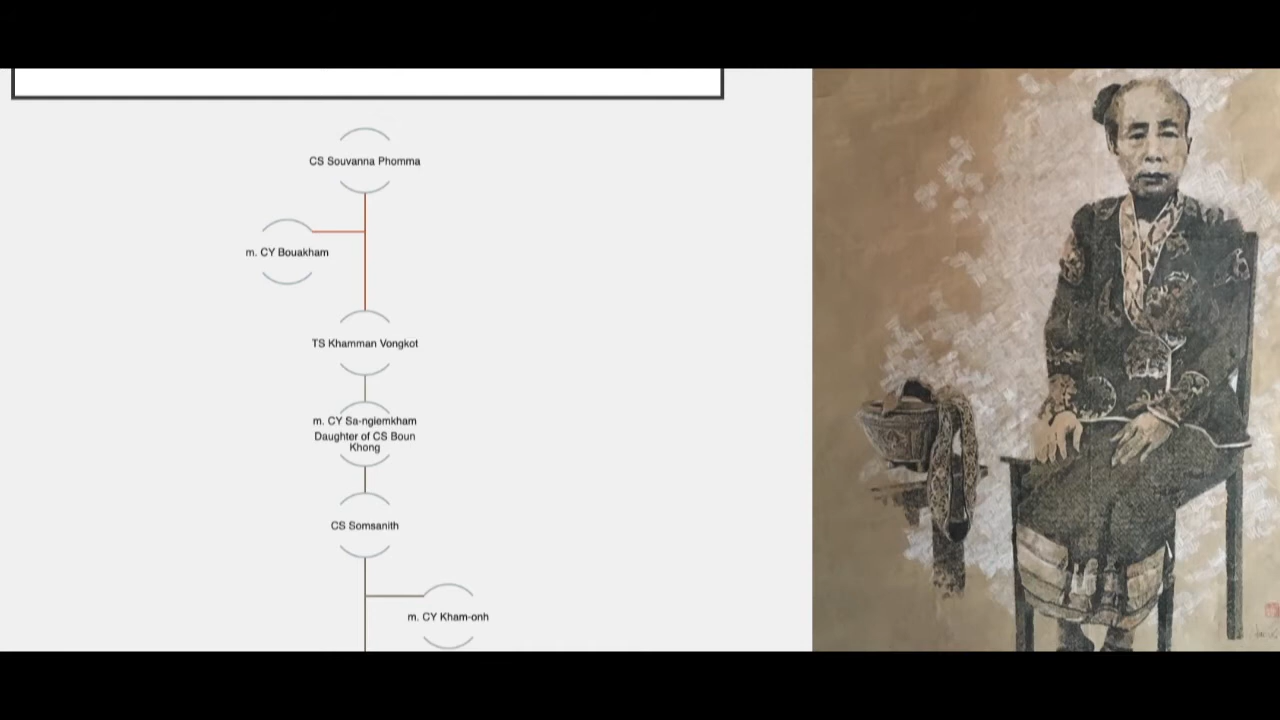 CS Souvanna Phomma
m. CY Bouakham
TS Khamman Vongkot
m. CY Sa-ngiemkham
Daughter of CS Boun
Khong
CS Somsanith
m. CY Kham-onh